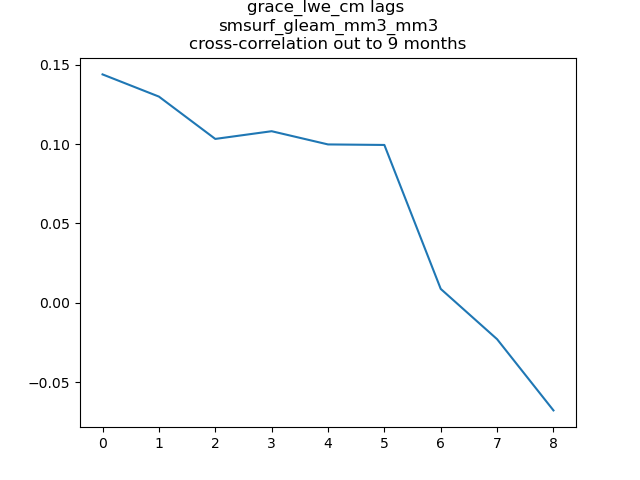 grace_lwe_cm lags
smsurf_gleam_mm3_mm3
cross-correlation out to 9 months
0.15
0.10
0.05
0.00
−0.05
0 1 2 3 4 5 6 7 8